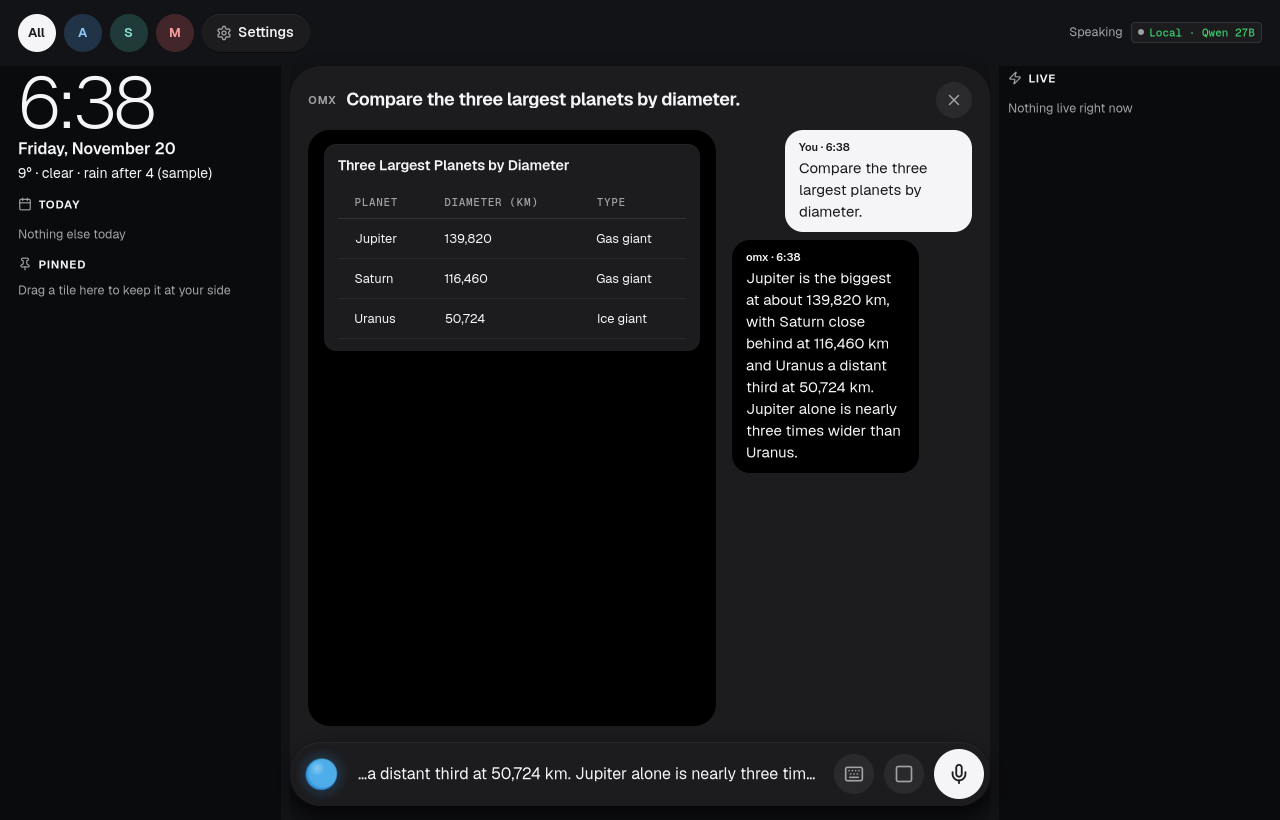 All
A
S
M
Settings
Speaking
Local · Qwen 27B
6:38
Friday, November 20
9° · clear · rain after 4 (sample)
TODAY
Nothing else today
PINNED
Drag a tile here to keep it at your side
OMX
Compare the three largest planets by diameter.
Three Largest Planets by Diameter
PLANET DIAMETER (KM) TYPE
Jupiter 139,820 Gas giant
Saturn 116,460 Gas giant
Uranus 50,724 Ice giant
You · 6:38
Compare the three
largest planets by
diameter.
omx · 6:38
Jupiter is the biggest
at about 139,820 km,
with Saturn close
behind at 116,460 km
and Uranus a distant
third at 50,724 km.
Jupiter alone is nearly
three times wider than
Uranus.
...a distant third at 50,724 km. Jupiter alone is nearly three tim...
LIVE
Nothing live right now